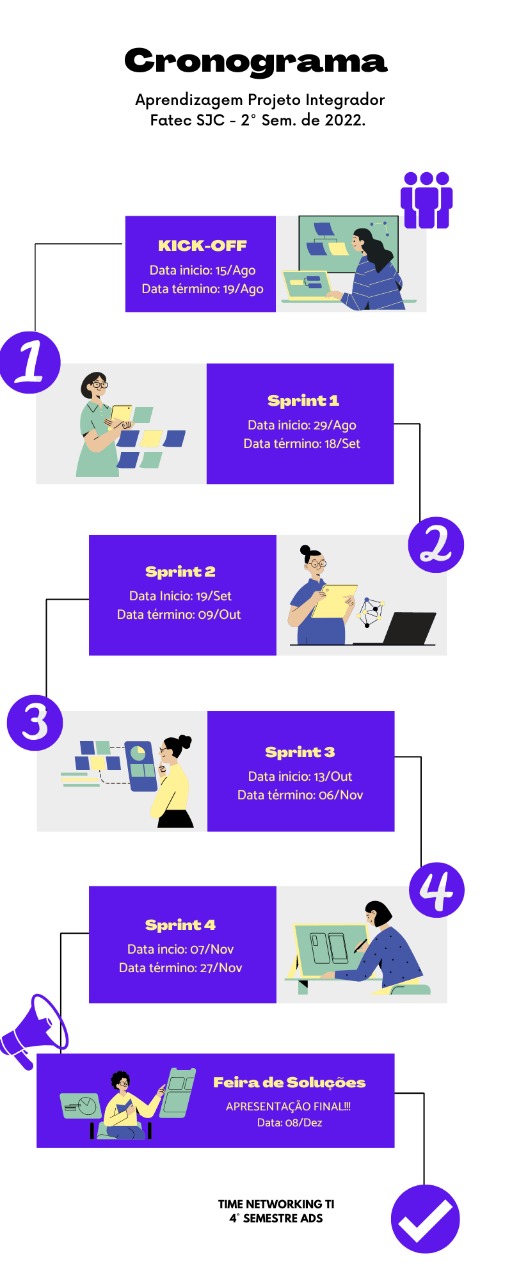 Cronograma
Aprendizagem Projeto Integrador
Fatec SJC - 2° Sem. de 2022.
KICK-OFF
Data inicio: 15/Ago
Data término: 19/Ago
1
Sprint 1
Data inicio: 29/Ago
Data término: 18/Set
2
Sprint 2
Data Inicio: 19/Set
Data término: 09/Out
3
Sprint 3
Data inicio: 13/Out
Data término: 06/Nov
4
Sprint 4
Data incio: 07/Nov
Data término: 27/Nov
Feira de Soluções
APRESENTAÇÃO FINAL!!!
Data: 08/Dez
TIME NETWORKING TI
4° SEMESTRE ADS